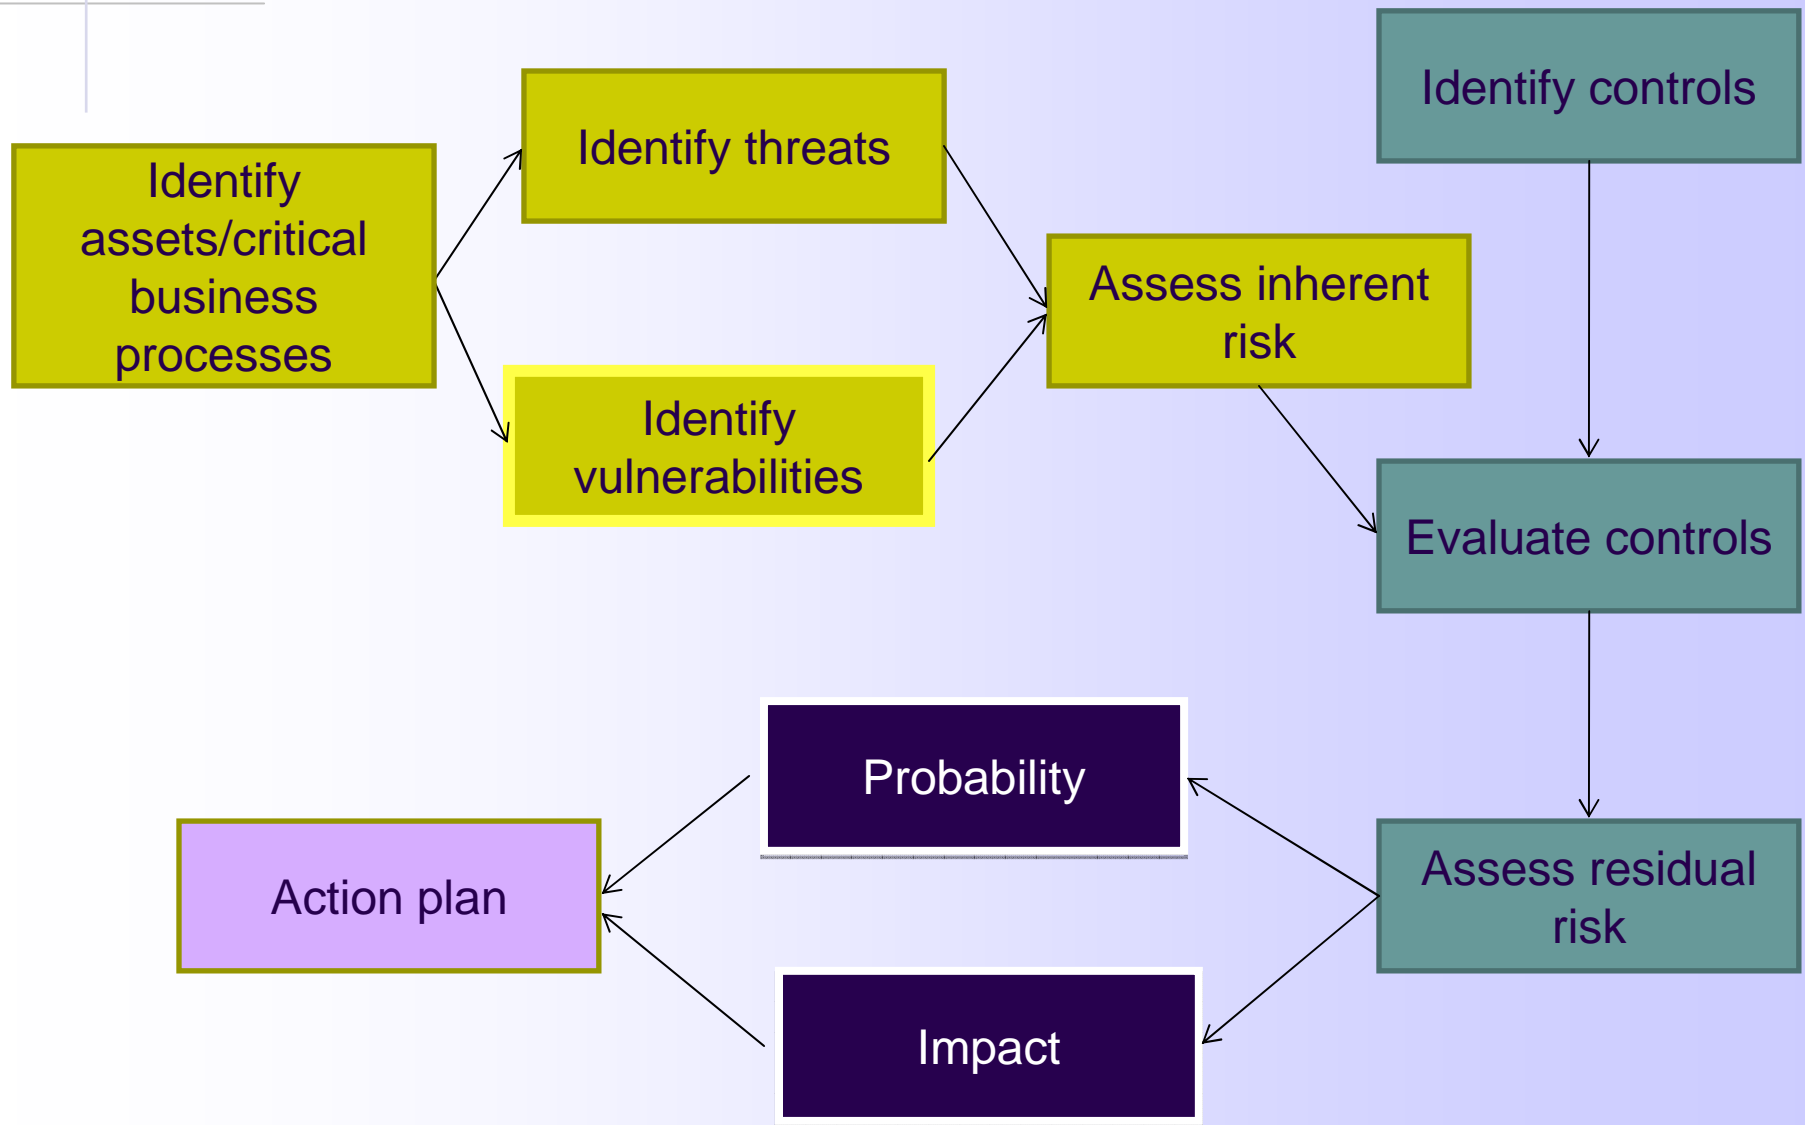 Identify controls
Identify threats
Identify
assets/critical
business
processes
Assess inherent
risk
Identify
vulnerabilities
Evaluate controls
Probability
Assess residual
risk
Action plan
Impact